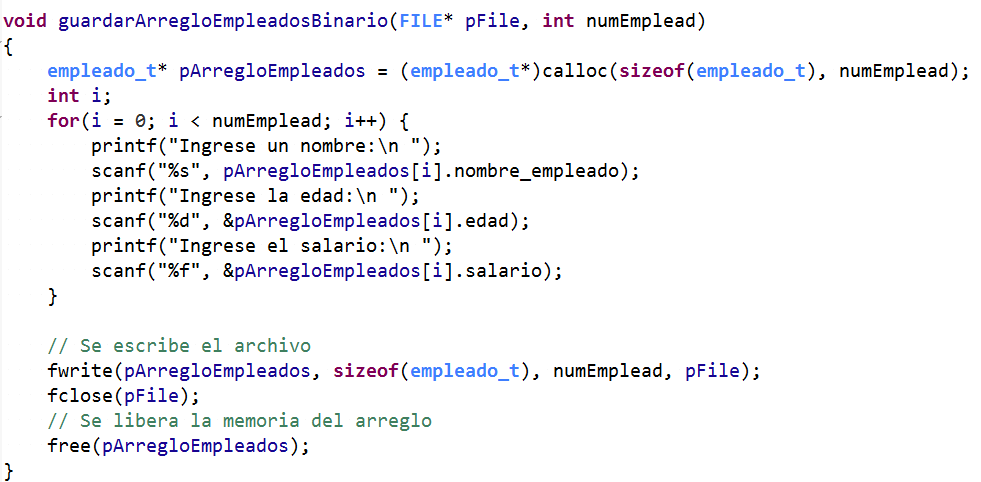 void guardarArregloEmpleadosBinario(FILE* pFile, int numEmplead)
{
    empleado_t* pArregloEmpleados = (empleado_t*)calloc(sizeof(empleado_t), numEmplead);
    int i;
    for(i = 0; i < numEmplead; i++) {
        printf("Ingrese un nombre:\n ");
        scanf("%s", pArregloEmpleados[i].nombre_empleado);
        printf("Ingrese la edad:\n ");
        scanf("%d", &pArregloEmpleados[i].edad);
        printf("Ingrese el salario:\n ");
        scanf("%f", &pArregloEmpleados[i].salario);
    }

    // Se escribe el archivo
    fwrite(pArregloEmpleados, sizeof(empleado_t), numEmplead, pFile);
    fclose(pFile);
    // Se libera la memoria del arreglo
    free(pArregloEmpleados);
}